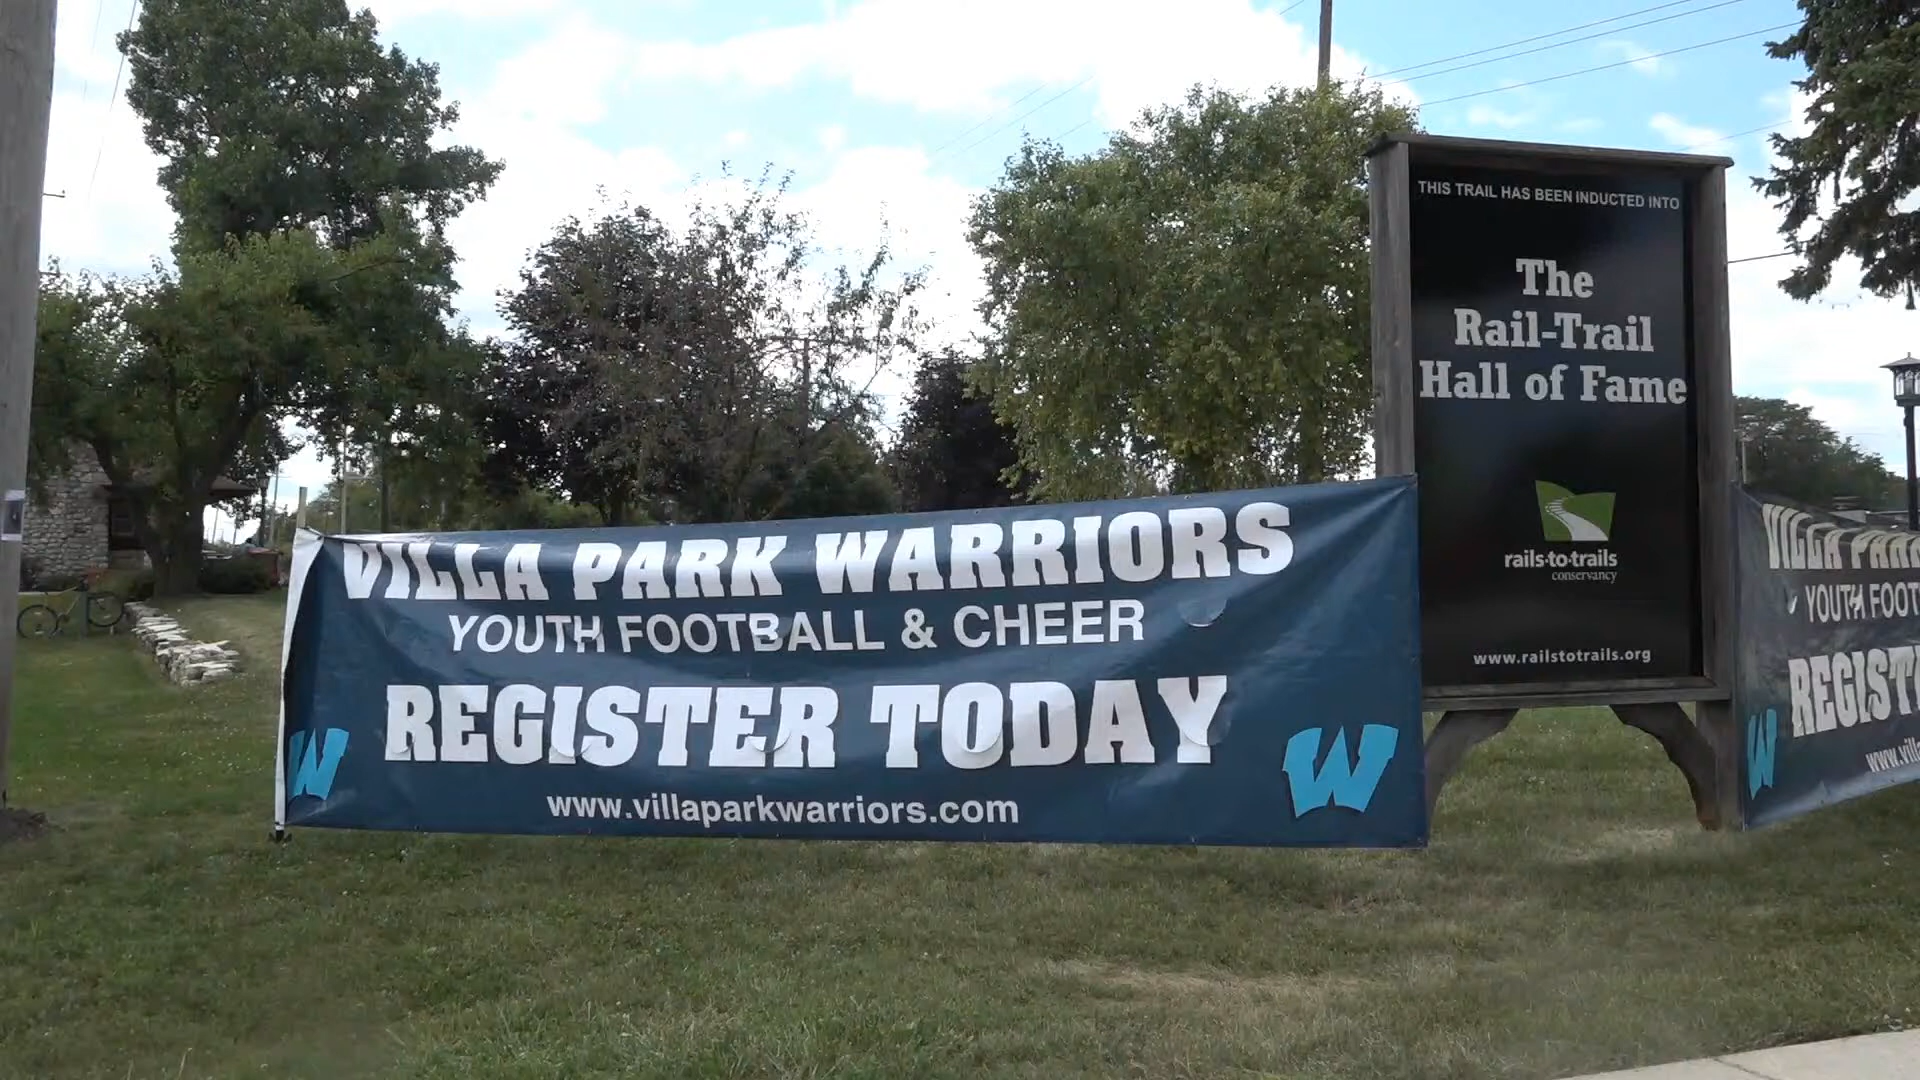 VILLA PARK WARRIORS
YOUTH FOOTBALL & CHEER
REGISTER TODAY
W
W
www.villaparkwarriors.com
THIS TRAIL HAS BEEN INDUCTED INTO
The
Rail-Trail
Hall of Fame
rails-to-trails
conservancy
www.railstotrails.org
VILLA PARK
YOUTH FOOT
REGIST
W
www.villa